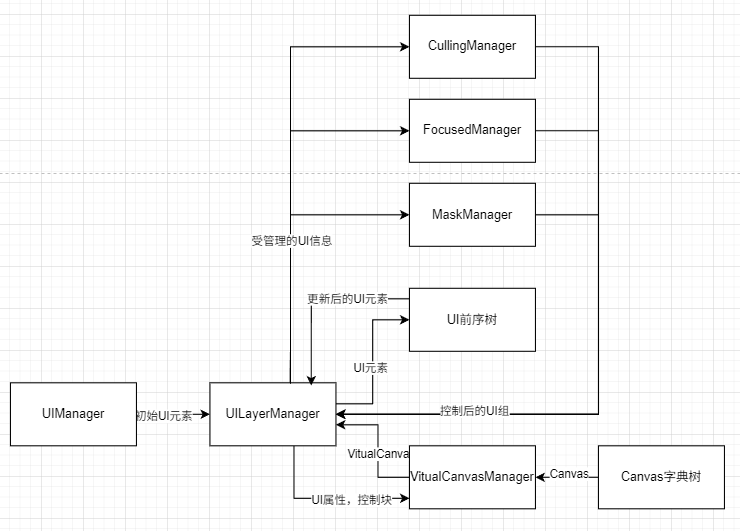 CullingManager
FocusedManager
MaskManager
受管理的UI信息
更新后的UI元素
UI前序树
UI元素
UIManager
初始UI元素
UILayerManager
控制后的UI组
VitualCanva
VitualCanvasManager
Canvas
Canvas字典树
UI属性，控制块